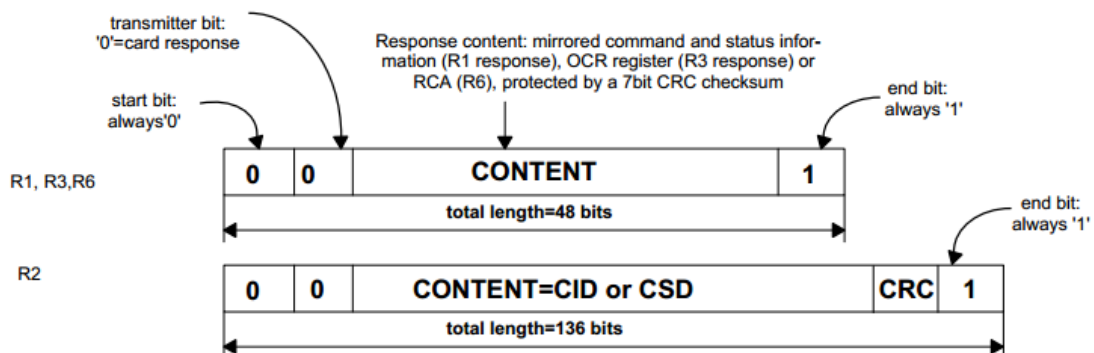 transmitter bit:
'0'=card response
Response content: mirrored command and status infor-
mation (R1 response), OCR register (R3 response) or
RCA (R6), protected by a 7bit CRC checksum
start bit:
always'0'
end bit:
always '1'
R1, R3,R6
0 0 CONTENT 1
total length=48 bits
end bit:
always '1'
R2
0 0 CONTENT=CID or CSD CRC 1
total length=136 bits